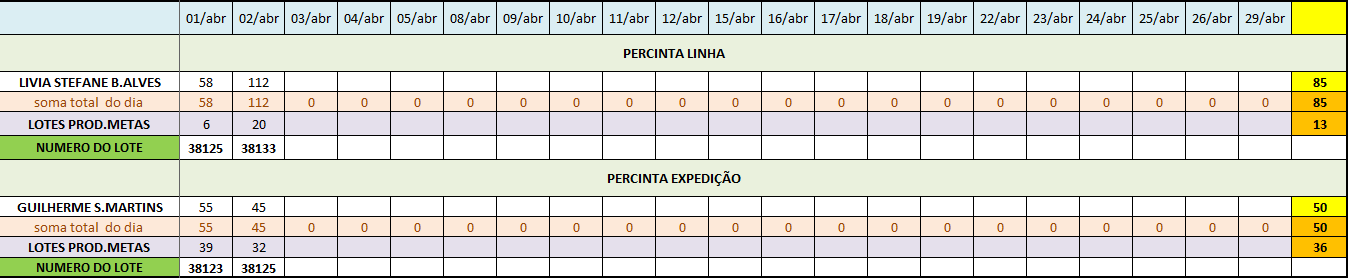 01/abr 02/abr 03/abr 04/abr 05/abr 08/abr 09/abr 10/abr 11/abr 12/abr 15/abr 16/abr 17/abr 18/abr 19/abr 22/abr 23/abr 24/abr 25/abr 26/abr 29/abr
PERCINTA LINHA
LIVIA STEFANE B.ALVES 58 112 85
soma total do dia 58 112 0 0 0 0 0 0 0 0 0 0 0 0 0 0 0 0 0 0 0 85
LOTES PROD.METAS 6 20 13
NUMERO DO LOTE 38125 38133
PERCINTA EXPEDIÇÃO
GUILHERME S.MARTINS 55 45 50
soma total do dia 55 45 0 0 0 0 0 0 0 0 0 0 0 0 0 0 0 0 0 0 0 50
LOTES PROD.METAS 39 32 36
NUMERO DO LOTE 38123 38125